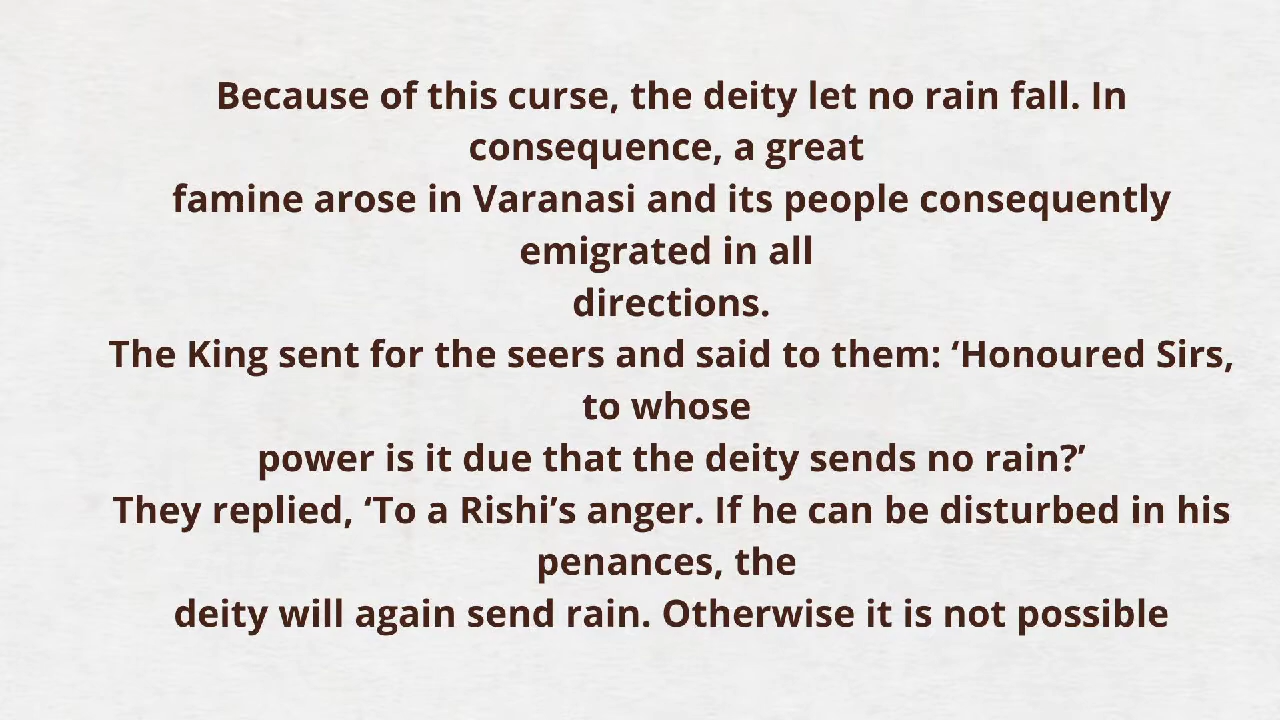 Because of this curse, the deity let no rain fall. In
consequence, a great
famine arose in Varanasi and its people consequently
emigrated in all
directions.
The King sent for the seers and said to them: ‘Honoured Sirs,
to whose
power is it due that the deity sends no rain?’
They replied, ‘To a Rishi’s anger. If he can be disturbed in his
penances, the
deity will again send rain. Otherwise it is not possible